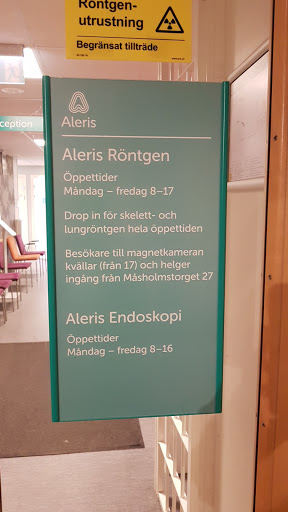 Röntgen-
utrustning
Begränsat tillträde
ception
Aleris
Aleris Röntgen
Öppettider
Måndag – fredag 8–17
Drop in för skelett- och
lungröntgen hela öppettiden
Besökare till magnetkameran
kvällar (från 17) och helger
ingång från Måsholmstorget 27
Aleris Endoskopi
Öppettider
Måndag – fredag 8–16